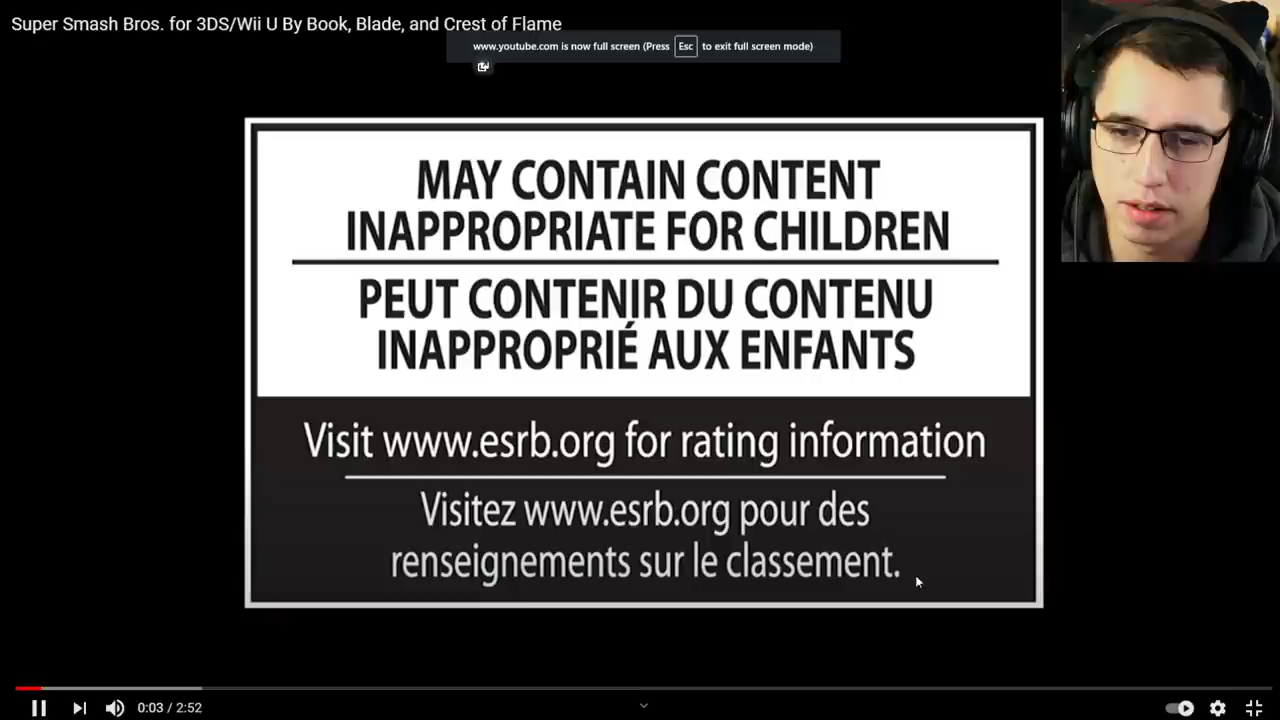 Super Smash Bros. for 3DS/Wii U By Book, Blade, and Crest of Flame
www.youtube.com is now full screen (Press Esc to exit full screen mode)
MAY CONTAIN CONTENT
INAPPROPRIATE FOR CHILDREN
PEUT CONTENIR DU CONTENU
INAPPROPRIÉ AUX ENFANTS
Visit www.esrb.org for rating information
Visitez www.esrb.org pour des
renseignements sur le classement.
0:03 / 2:52